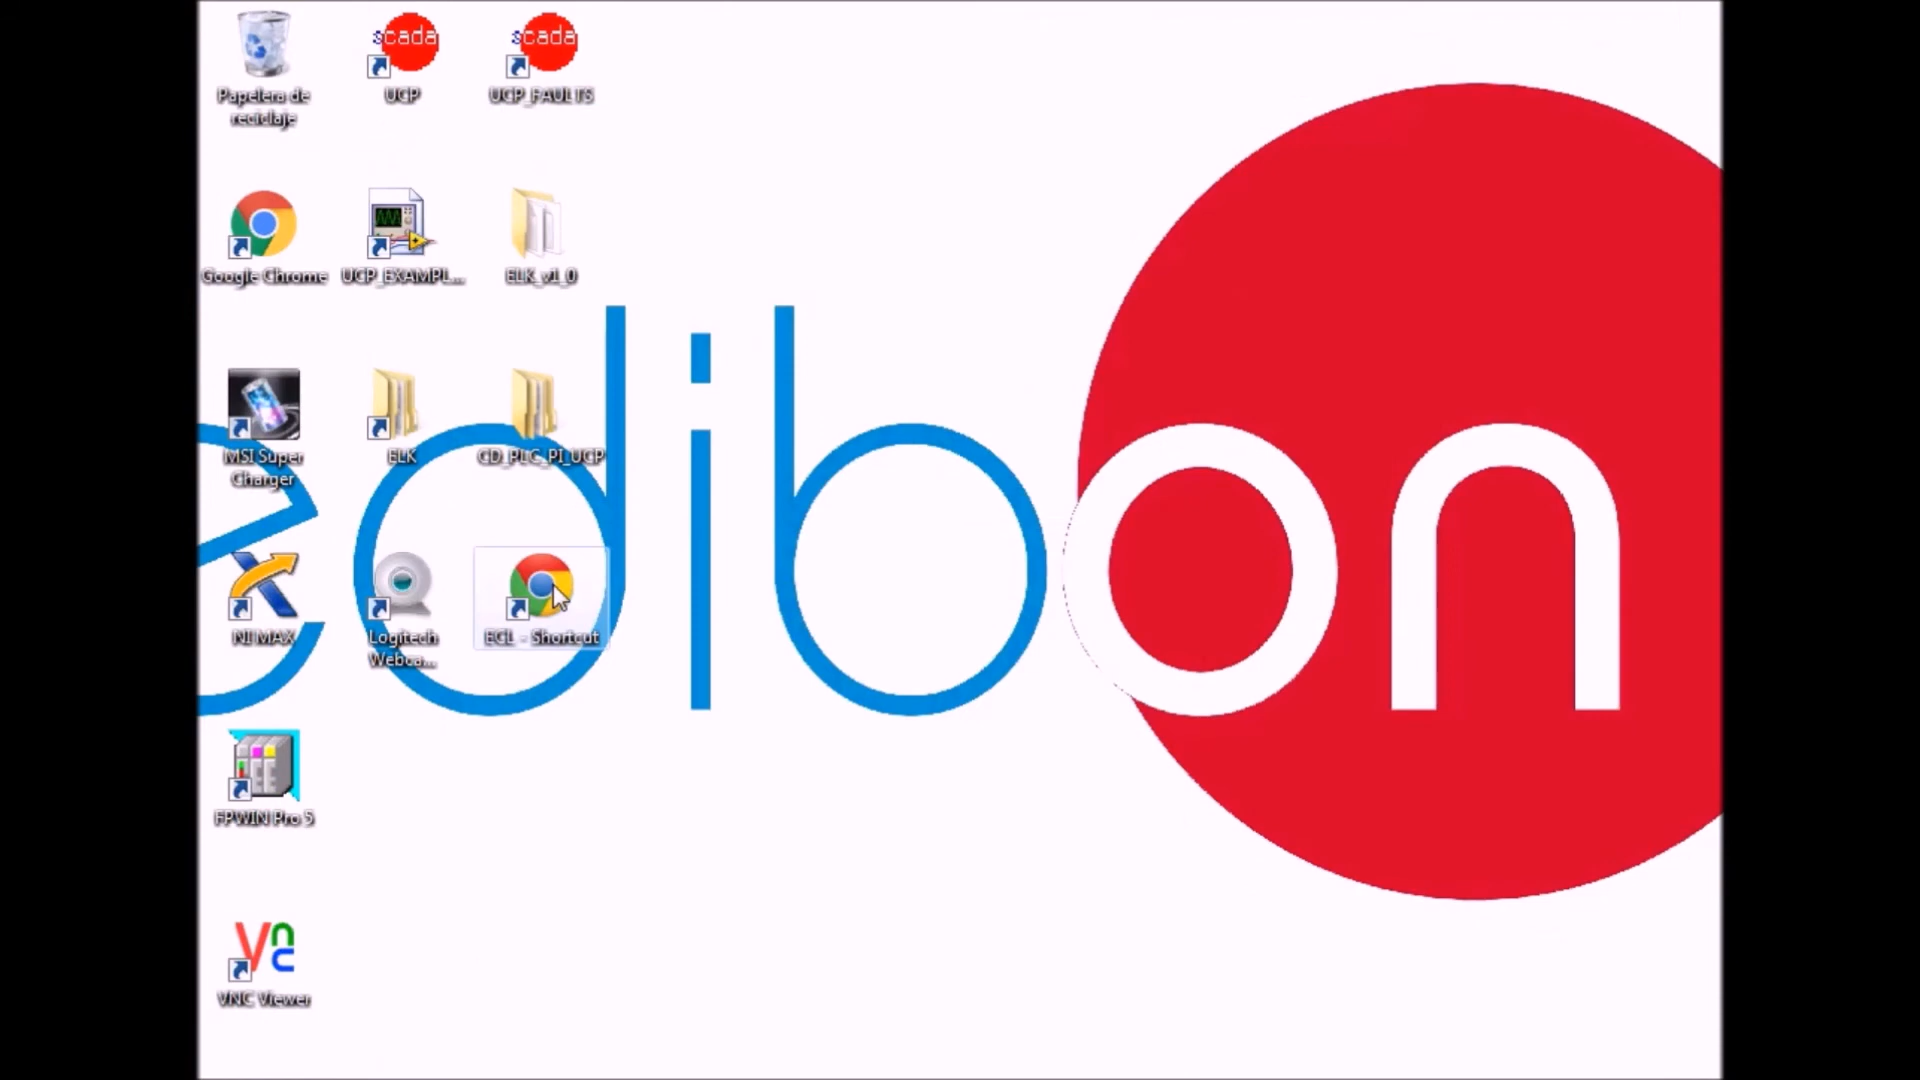 scada
scada
Papelera de
reciclaje
UCP
UCP_FAULTS
Google Chrome
UCP_EXAMPL...
ELK_v1_0
MSI Super
Charger
ELK
CD_PLC_PI_UCP
edibon
NI MAX
Logitech
Webca...
ECL - Shortcut
FPWIN Pro 5
Vnc
VNC Viewer